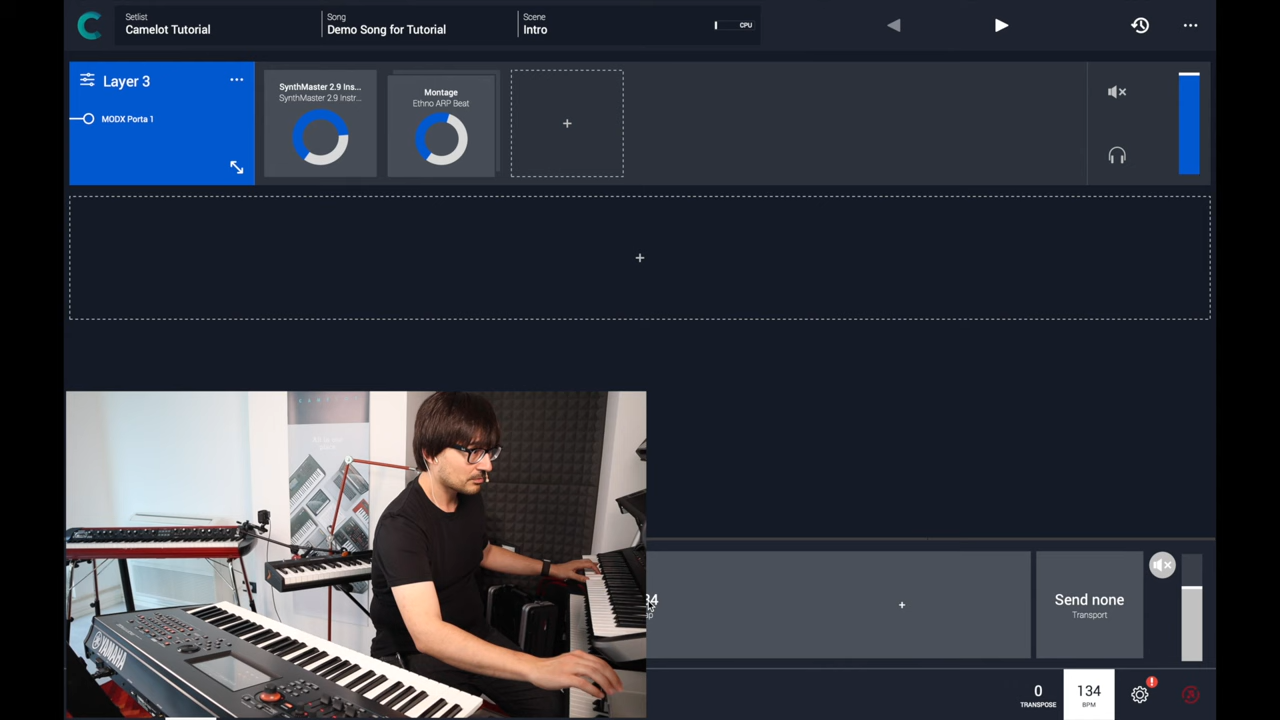 Setlist
Camelot Tutorial
Song
Demo Song for Tutorial
Scene
Intro
CPU
Layer 3
MODX Porta 1
SynthMaster 2.9 Ins...
SynthMaster 2.9 Instr...
Montage
Ethno ARP Beat
YAMAHA
Send none
Transport
0
TRANSPOSE
134
BPM